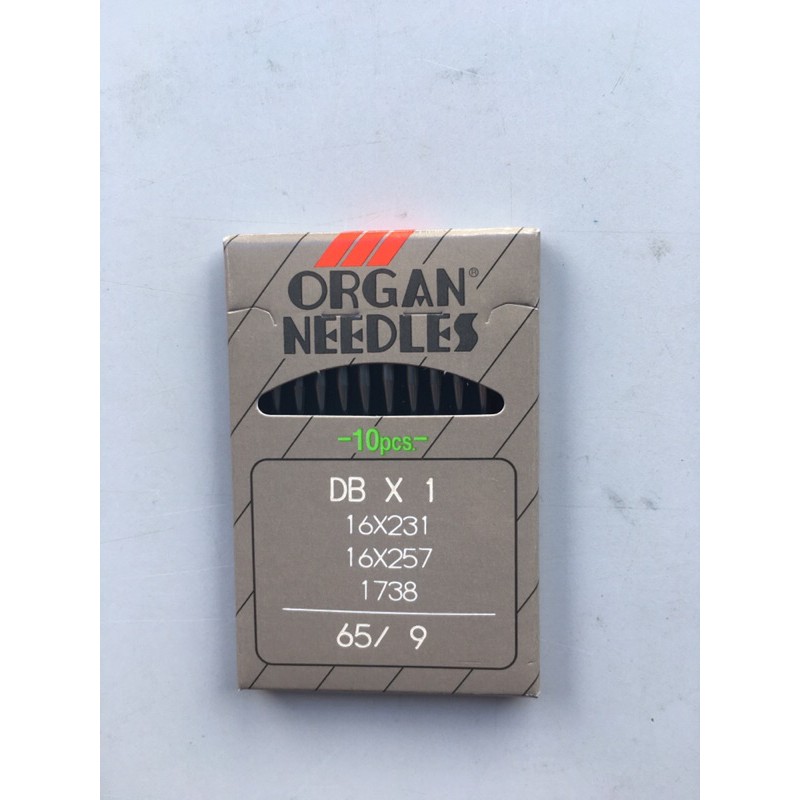 ORGAN®
NEEDLES
-10pcs.-
DB X 1
16X231
16X257
1738
65/ 9